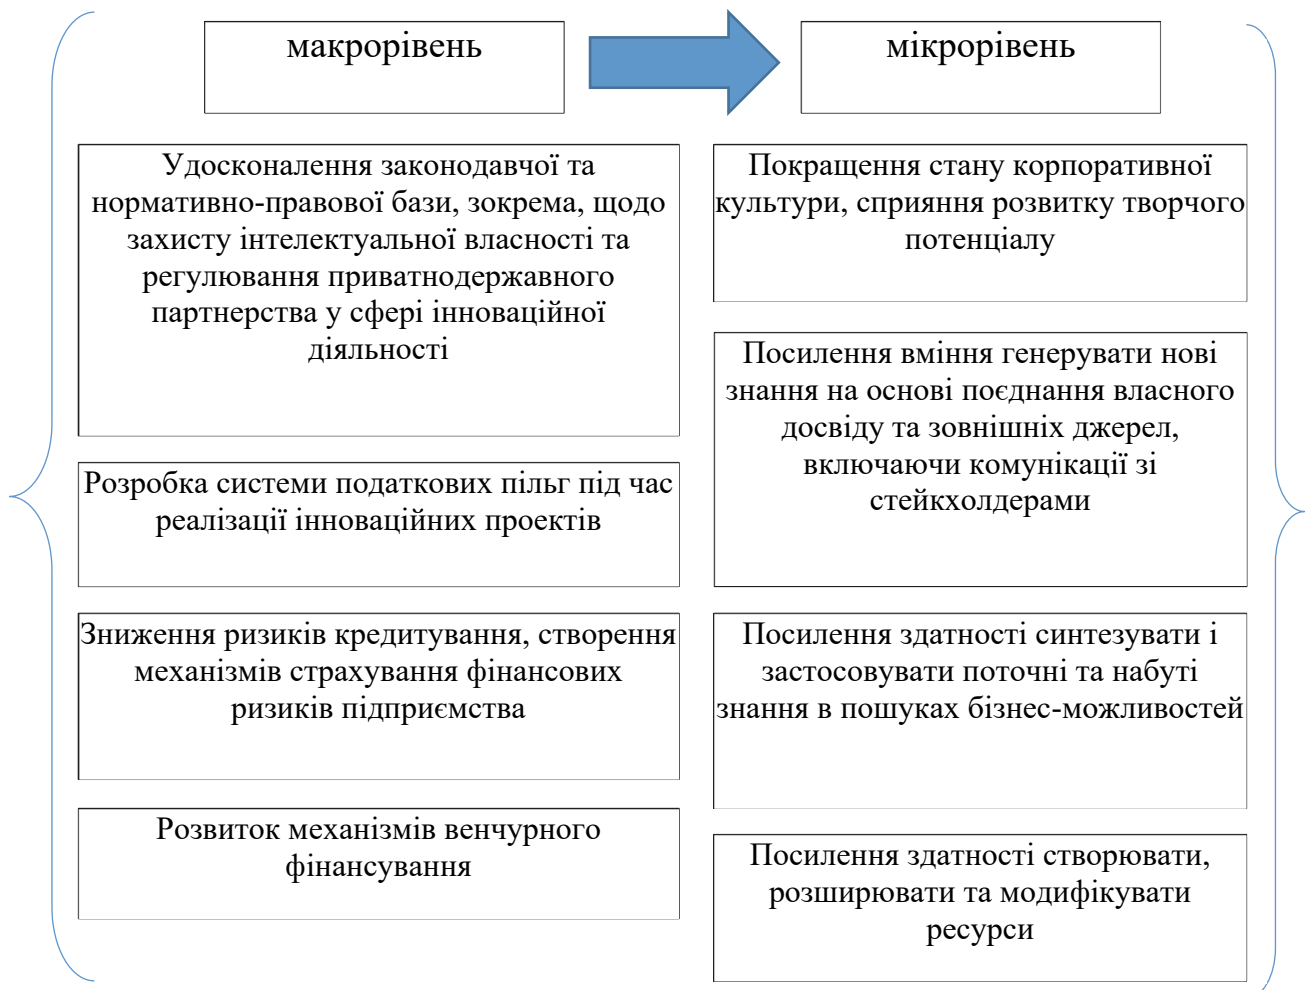 макрорівень
мікрорівень
Удосконалення законодавчої та
нормативно-правової бази, зокрема, щодо
захисту інтелектуальної власності та
регулювання приватнодержавного
партнерства у сфері інноваційної
діяльності
Розробка системи податкових пільг під час
реалізації інноваційних проектів
Зниження ризиків кредитування, створення
механізмів страхування фінансових
ризиків підприємства
Розвиток механізмів венчурного
фінансування
Покращення стану корпоративної
культури, сприяння розвитку творчого
потенціалу
Посилення вміння генерувати нові
знання на основі поєднання власного
досвіду та зовнішніх джерел,
включаючи комунікації зі
стейкхолдерами
Посилення здатності синтезувати і
застосовувати поточні та набуті
знання в пошуках бізнес-можливостей
Посилення здатності створювати,
розширювати та модифікувати
ресурси